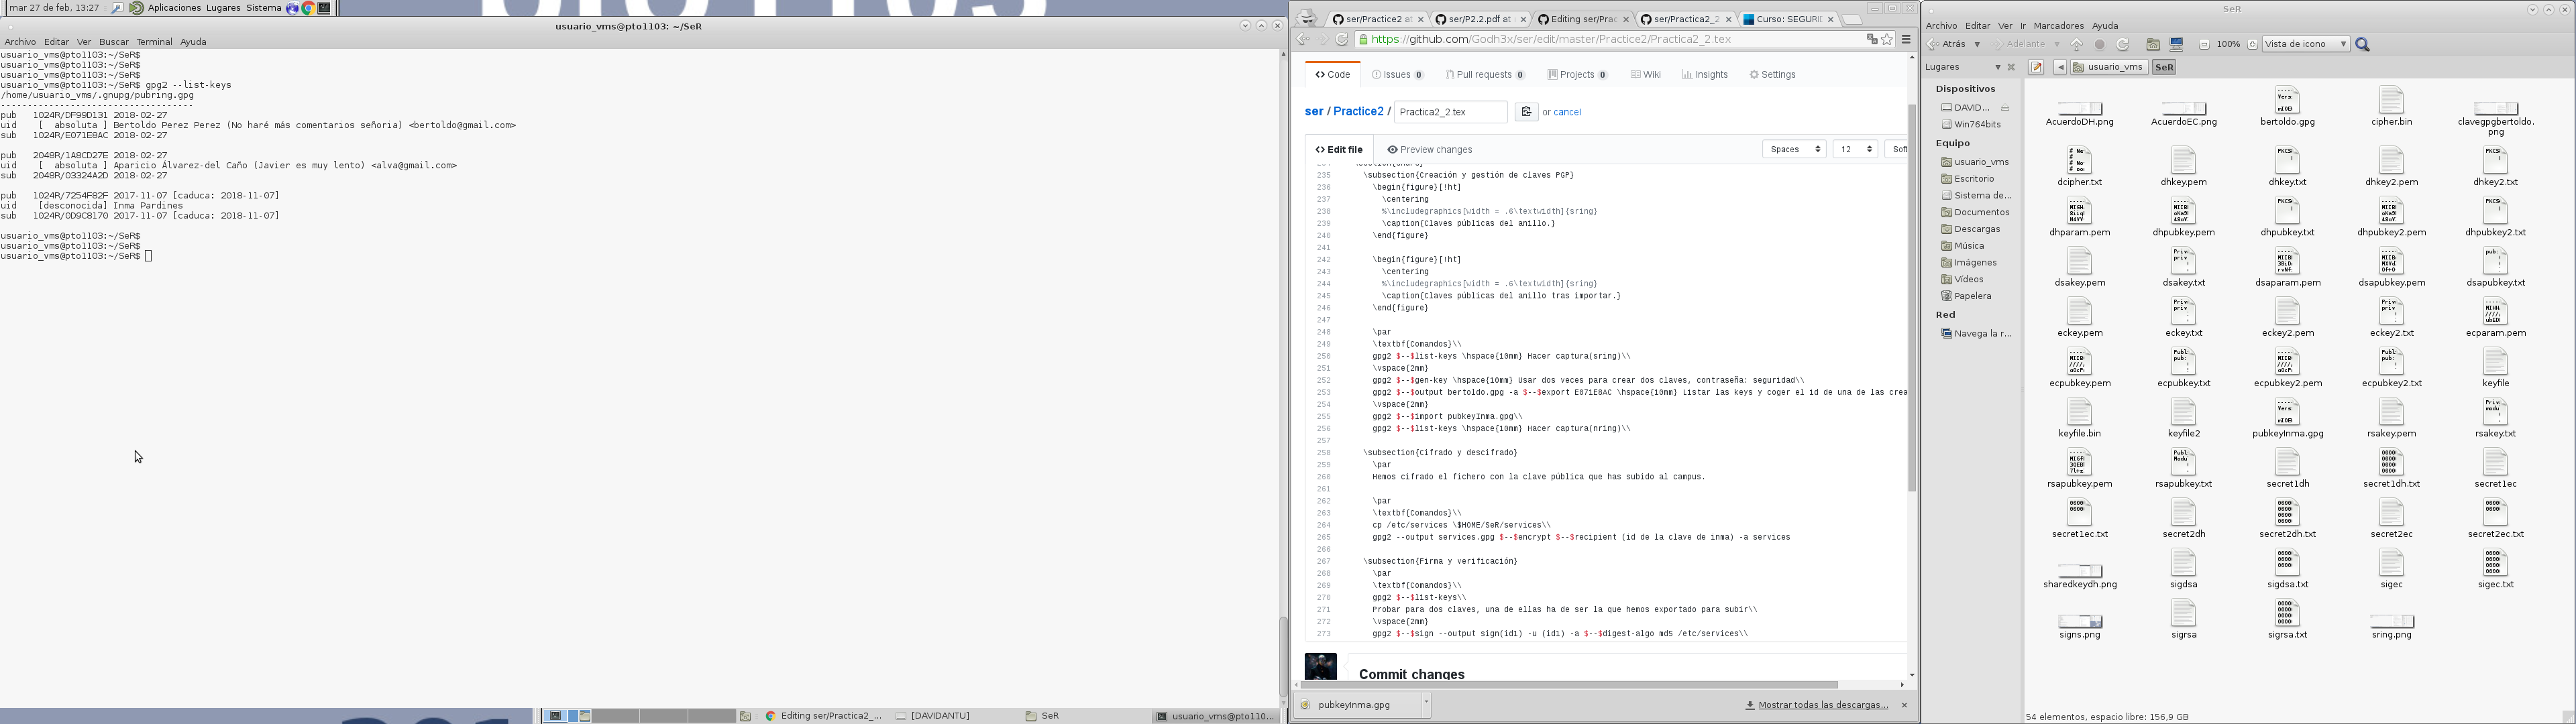 mar 27 de feb, 13:27
Aplicaciones Lugares Sistema
usuario_vms@pto1103: ~/SeR
Archivo Editar Ver Buscar Terminal Ayuda
usuario_vms@pto1103:~/SeR$
usuario_vms@pto1103:~/SeR$
usuario_vms@pto1103:~/SeR$
usuario_vms@pto1103:~/SeR$ gpg2 --list-keys
/home/usuario_vms/.gnupg/pubring.gpg
----------------------------------
pub 1024R/DF99D131 2018-02-27
uid [ absoluta ] Bertoldo Perez Perez (No haré más comentarios señoria) <bertoldo@gmail.com>
sub 1024R/E071E8AC 2018-02-27
pub 2048R/1A8CD27E 2018-02-27
uid [ absoluta ] Aparicio Álvarez-del Caño (Javier es muy lento) <alva@gmail.com>
sub 2048R/03324A2D 2018-02-27
pub 1024R/7254F82F 2017-11-07 [caduca: 2018-11-07]
uid [desconocida] Inma Pardines
sub 1024R/0D9C8170 2017-11-07 [caduca: 2018-11-07]
usuario_vms@pto1103:~/SeR$
usuario_vms@pto1103:~/SeR$
usuario_vms@pto1103:~/SeR$
Editing ser/Practica2_...
[DAVIDANTU]
SeR
usuario_vms@pto110...
ser/Practice2 at
ser/P2.2.pdf at
Editing ser/Prac
ser/Practica2_2
Curso: SEGURI
https://github.com/Godh3x/ser/edit/master/Practice2/Practica2_2.tex
Code Issues 0 Pull requests 0 Projects 0 Wiki Insights Settings
ser / Practice2 / Practica2_2.tex or cancel
Edit file Preview changes Spaces 12 Soft
235 \subsection{Creación y gestión de claves PGP}
236 \begin{figure}[!ht]
237 \centering
238 %\includegraphics[width = .6\textwidth]{sring}
239 \caption{Claves públicas del anillo.}
240 \end{figure}
241
242 \begin{figure}[!ht]
243 \centering
244 %\includegraphics[width = .6\textwidth]{sring}
245 \caption{Claves públicas del anillo tras importar.}
246 \end{figure}
247
248 \par
249 \textbf{Comandos}\\
250 gpg2 $--$list-keys \hspace{10mm} Hacer captura(sring)\\
251 \vspace{2mm}
252 gpg2 $--$gen-key \hspace{10mm} Usar dos veces para crear dos claves, contraseña: seguridad\\
253 gpg2 $--$output bertoldo.gpg -a $--$export E071E8AC \hspace{10mm} Listar las keys y coger el id de una de las crea
254 \vspace{2mm}
255 gpg2 $--$import pubkeyInma.gpg\\
256 gpg2 $--$list-keys \hspace{10mm} Hacer captura(nring)\\
257
258 \subsection{Cifrado y descifrado}
259 \par
260 Hemos cifrado el fichero con la clave pública que has subido al campus.
261
262 \par
263 \textbf{Comandos}\\
264 cp /etc/services \$HOME/SeR/services\\
265 gpg2 --output services.gpg $--$encrypt $--$recipient (id de la clave de inma) -a services
266
267 \subsection{Firma y verificación}
268 \par
269 \textbf{Comandos}\\
270 gpg2 $--$list-keys\\
271 Probar para dos claves, una de ellas ha de ser la que hemos exportado para subir\\
272 \vspace{2mm}
273 gpg2 $--$sign --output sign(id1) -u (id1) -a $--$digest-algo md5 /etc/services\\
Commit changes
pubkeyInma.gpg
Mostrar todas las descargas...
SeR
Archivo Editar Ver Ir Marcadores Ayuda
Atrás Adelante 100% Vista de icono
Lugares
usuario_vms SeR
Dispositivos
DAVID...
Win764bits
Equipo
usuario_vms
Escritorio
Sistema de...
Documentos
Descargas
Música
Imágenes
Vídeos
Papelera
Red
Navega la r...
AcuerdoDH.png AcuerdoEC.png bertoldo.gpg cipher.bin clavegpgbertoldo.png
dcipher.txt dhkey.pem dhkey.txt dhkey2.pem dhkey2.txt
dhparam.pem dhpubkey.pem dhpubkey.txt dhpubkey2.pem dhpubkey2.txt
dsakey.pem dsakey.txt dsaparam.pem dsapubkey.pem dsapubkey.txt
eckey.pem eckey.txt eckey2.pem eckey2.txt ecparam.pem
ecpubkey.pem ecpubkey.txt ecpubkey2.pem ecpubkey2.txt keyfile
keyfile.bin keyfile2 pubkeyInma.gpg rsakey.pem rsakey.txt
rsapubkey.pem rsapubkey.txt secret1dh secret1dh.txt secret1ec
secret1ec.txt secret2dh secret2dh.txt secret2ec secret2ec.txt
sharedkeydh.png sigdsa sigdsa.txt sigec sigec.txt
signs.png sigrsa sigrsa.txt sring.png
54 elementos, espacio libre: 156,9 GB